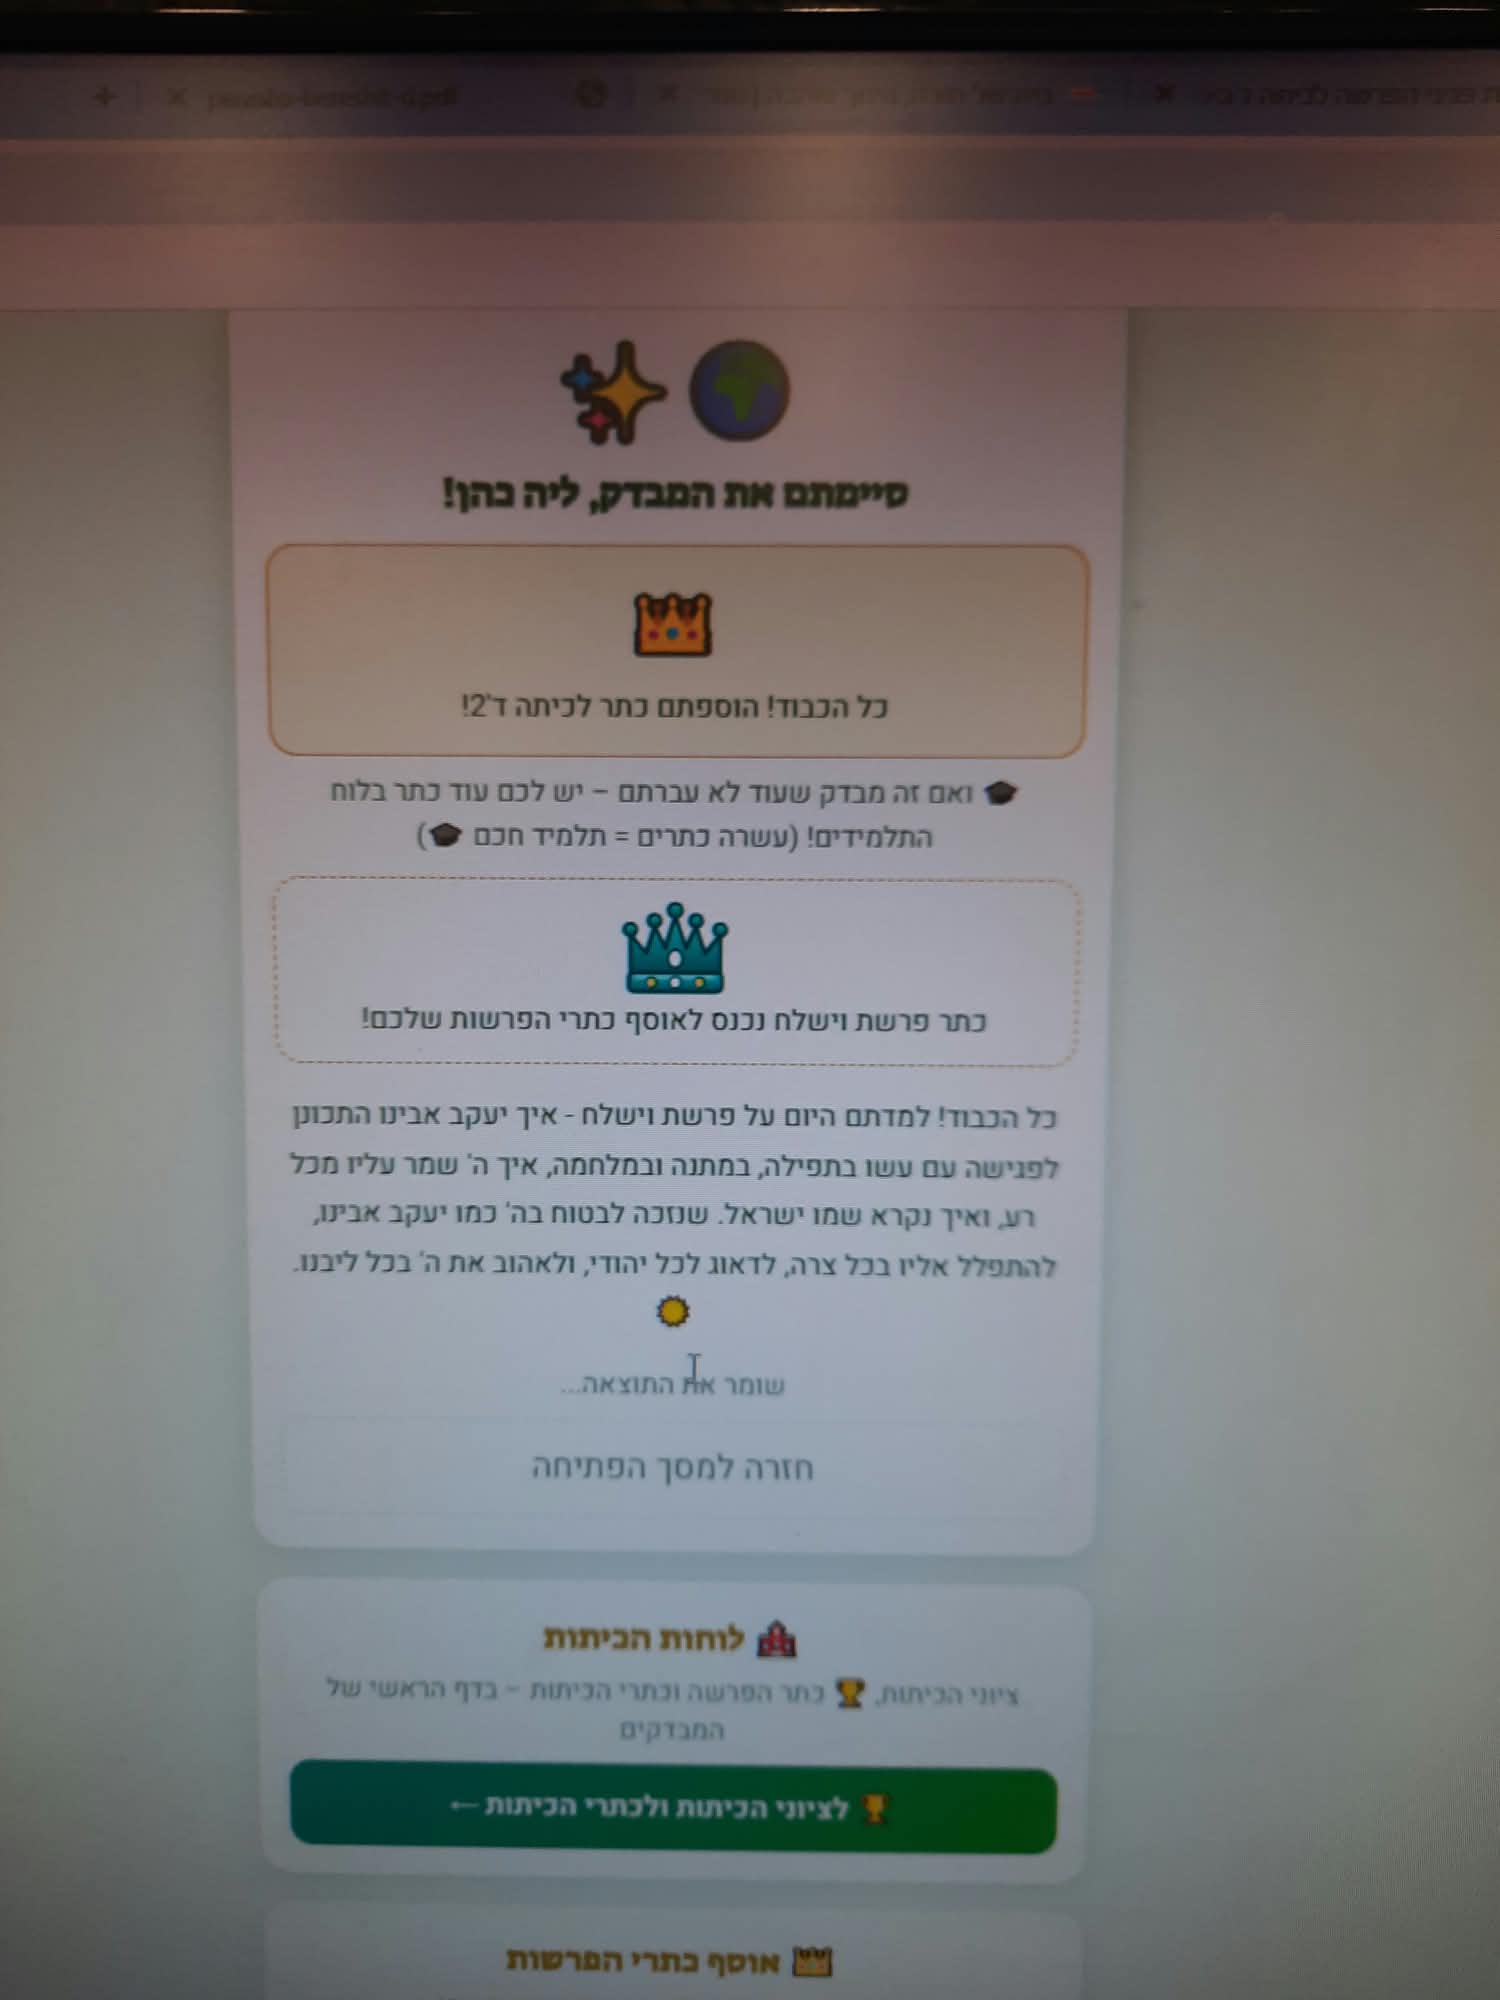 parasha-bereshit-d.pdf
סיימתם את המבדק, ליה כהן!
כל הכבוד! הוספתם כתר לכיתה ד'2!
ואם זה מבדק שעוד לא עברתם – יש לכם עוד כתר בלוח
התלמידים! (עשרה כתרים = תלמיד חכם)
כתר פרשת וישלח נכנס לאוסף כתרי הפרשות שלכם!
כל הכבוד! למדתם היום על פרשת וישלח - איך יעקב אבינו התכונן
לפגישה עם עשו בתפילה, במתנה ובמלחמה, איך ה' שמר עליו מכל
רע, ואיך נקרא שמו ישראל. שנזכה לבטוח בה' כמו יעקב אבינו,
להתפלל אליו בכל צרה, לדאוג לכל יהודי, ולאהוב את ה' בכל ליבנו.
שומר את התוצאה...
חזרה למסך הפתיחה
לוחות הכיתות
ציוני הכיתות, כתר הפרשה וכתרי הכיתות – בדף הראשי של
המבדקים
לציוני הכיתות ולכתרי הכיתות ←
אוסף כתרי הפרשות